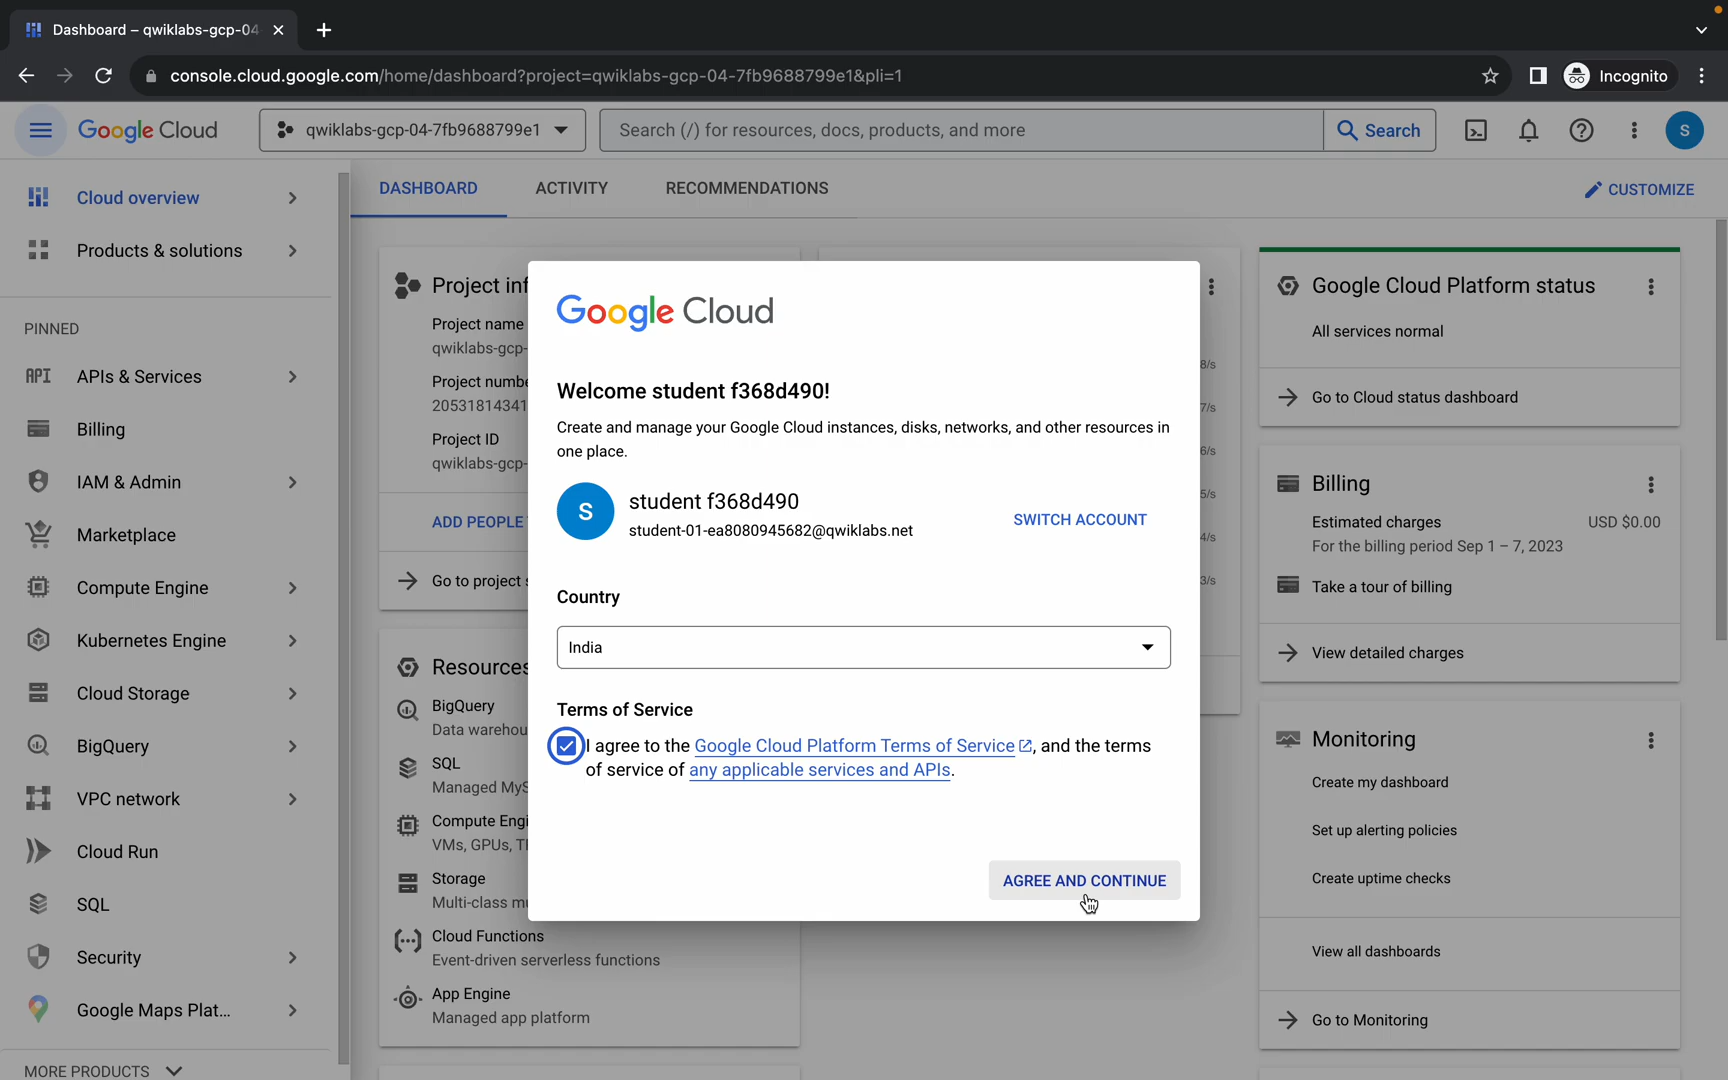 Dashboard – qwiklabs-gcp-04
console.cloud.google.com/home/dashboard?project=qwiklabs-gcp-04-7fb9688799e1&pli=1
Incognito
Google Cloud
qwiklabs-gcp-04-7fb9688799e1
Search (/) for resources, docs, products, and more
Search
S
Cloud overview
Products & solutions
PINNED
API APIs & Services
Billing
IAM & Admin
Marketplace
Compute Engine
Kubernetes Engine
Cloud Storage
BigQuery
VPC network
Cloud Run
SQL
Security
Google Maps Plat...
MORE PRODUCTS
DASHBOARD
ACTIVITY
RECOMMENDATIONS
CUSTOMIZE
Project inf
Project name
qwiklabs-gcp-
Project numbe
2053181434
Project ID
qwiklabs-gcp-
ADD PEOPLE
Go to project s
Resources
BigQuery
Data warehou
SQL
Managed MyS
Compute Engi
VMs, GPUs, T
Storage
Multi-class mu
Cloud Functions
Event-driven serverless functions
App Engine
Managed app platform
Google Cloud
Welcome student f368d490!
Create and manage your Google Cloud instances, disks, networks, and other resources in
one place.
S
student f368d490
student-01-ea8080945682@qwiklabs.net
SWITCH ACCOUNT
Country
India
Terms of Service
I agree to the Google Cloud Platform Terms of Service, and the terms
of service of any applicable services and APIs.
AGREE AND CONTINUE
8/s
7/s
6/s
5/s
4/s
3/s
Google Cloud Platform status
All services normal
Go to Cloud status dashboard
Billing
Estimated charges USD $0.00
For the billing period Sep 1 – 7, 2023
Take a tour of billing
View detailed charges
Monitoring
Create my dashboard
Set up alerting policies
Create uptime checks
View all dashboards
Go to Monitoring